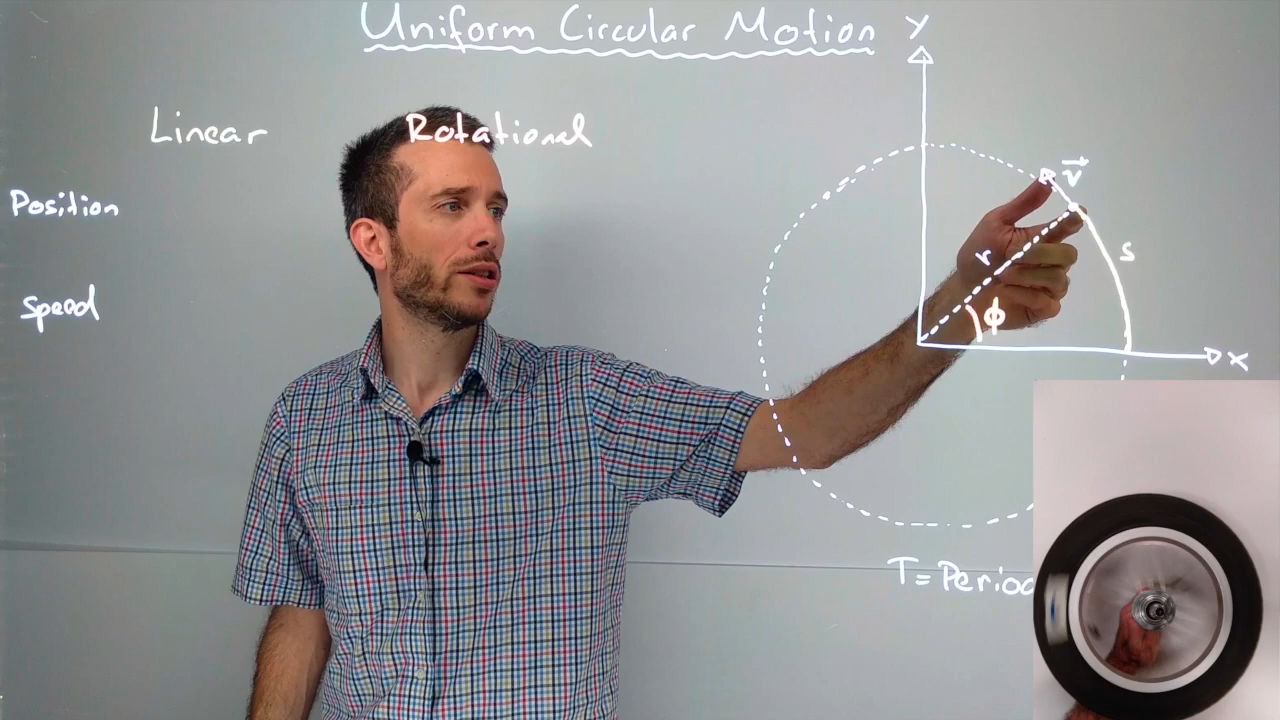 Uniform Circular Motion
Linear Rotational
Position
Speed
Y
v
r
s
ϕ
X
T = Period